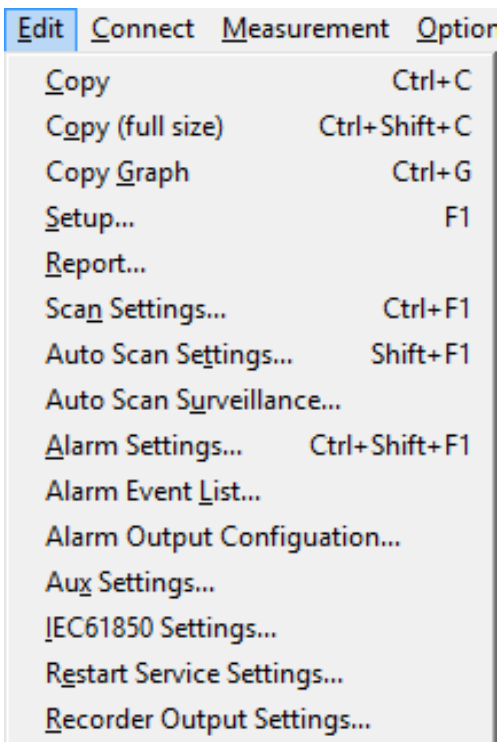 Edit Connect Measurement Option
Copy Ctrl+C
Copy (full size) Ctrl+Shift+C
Copy Graph Ctrl+G
Setup... F1
Report...
Scan Settings... Ctrl+F1
Auto Scan Settings... Shift+F1
Auto Scan Surveillance...
Alarm Settings... Ctrl+Shift+F1
Alarm Event List...
Alarm Output Configuation...
Aux Settings...
IEC61850 Settings...
Restart Service Settings...
Recorder Output Settings...